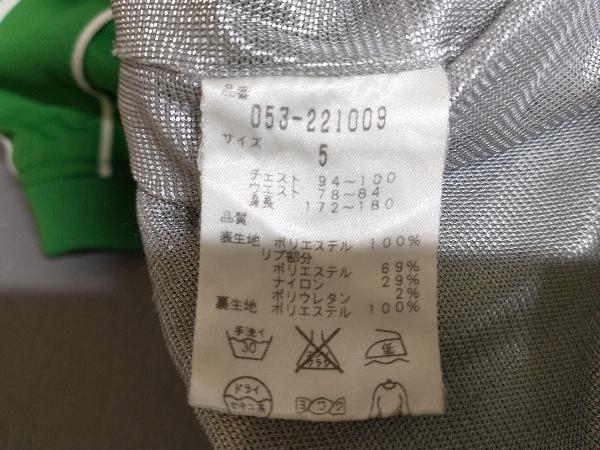 品番
053-221009
サイズ
5
チェスト 94～100
ウエスト 78～84
身長 172～180
品質
表生地 ポリエステル 100%
リブ部分
ポリエステル 69%
ナイロン 29%
ポリウレタン 2%
裏生地 ポリエステル 100%
手洗イ 30
低
ドライ
セキユ系
ヨワク